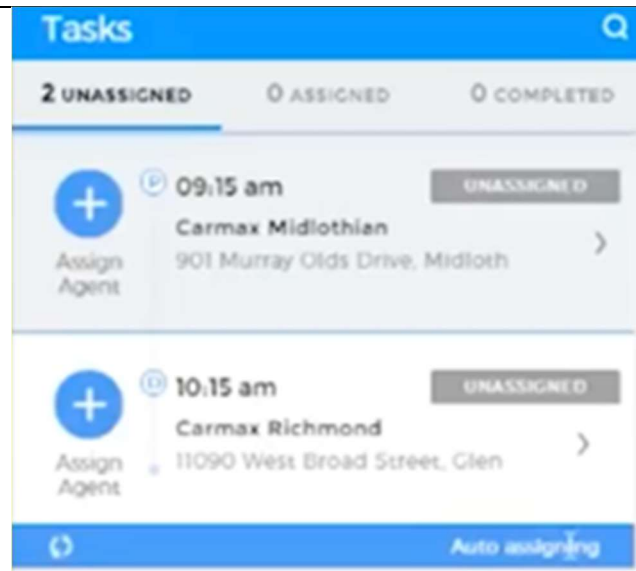 Tasks
2 UNASSIGNED 0 ASSIGNED 0 COMPLETED
P 09:15 am UNASSIGNED
Carmax Midlothian
901 Murray Olds Drive, Midloth
Assign
Agent
D 10:15 am UNASSIGNED
Carmax Richmond
11090 West Broad Street, Glen
Assign
Agent
Auto assigning